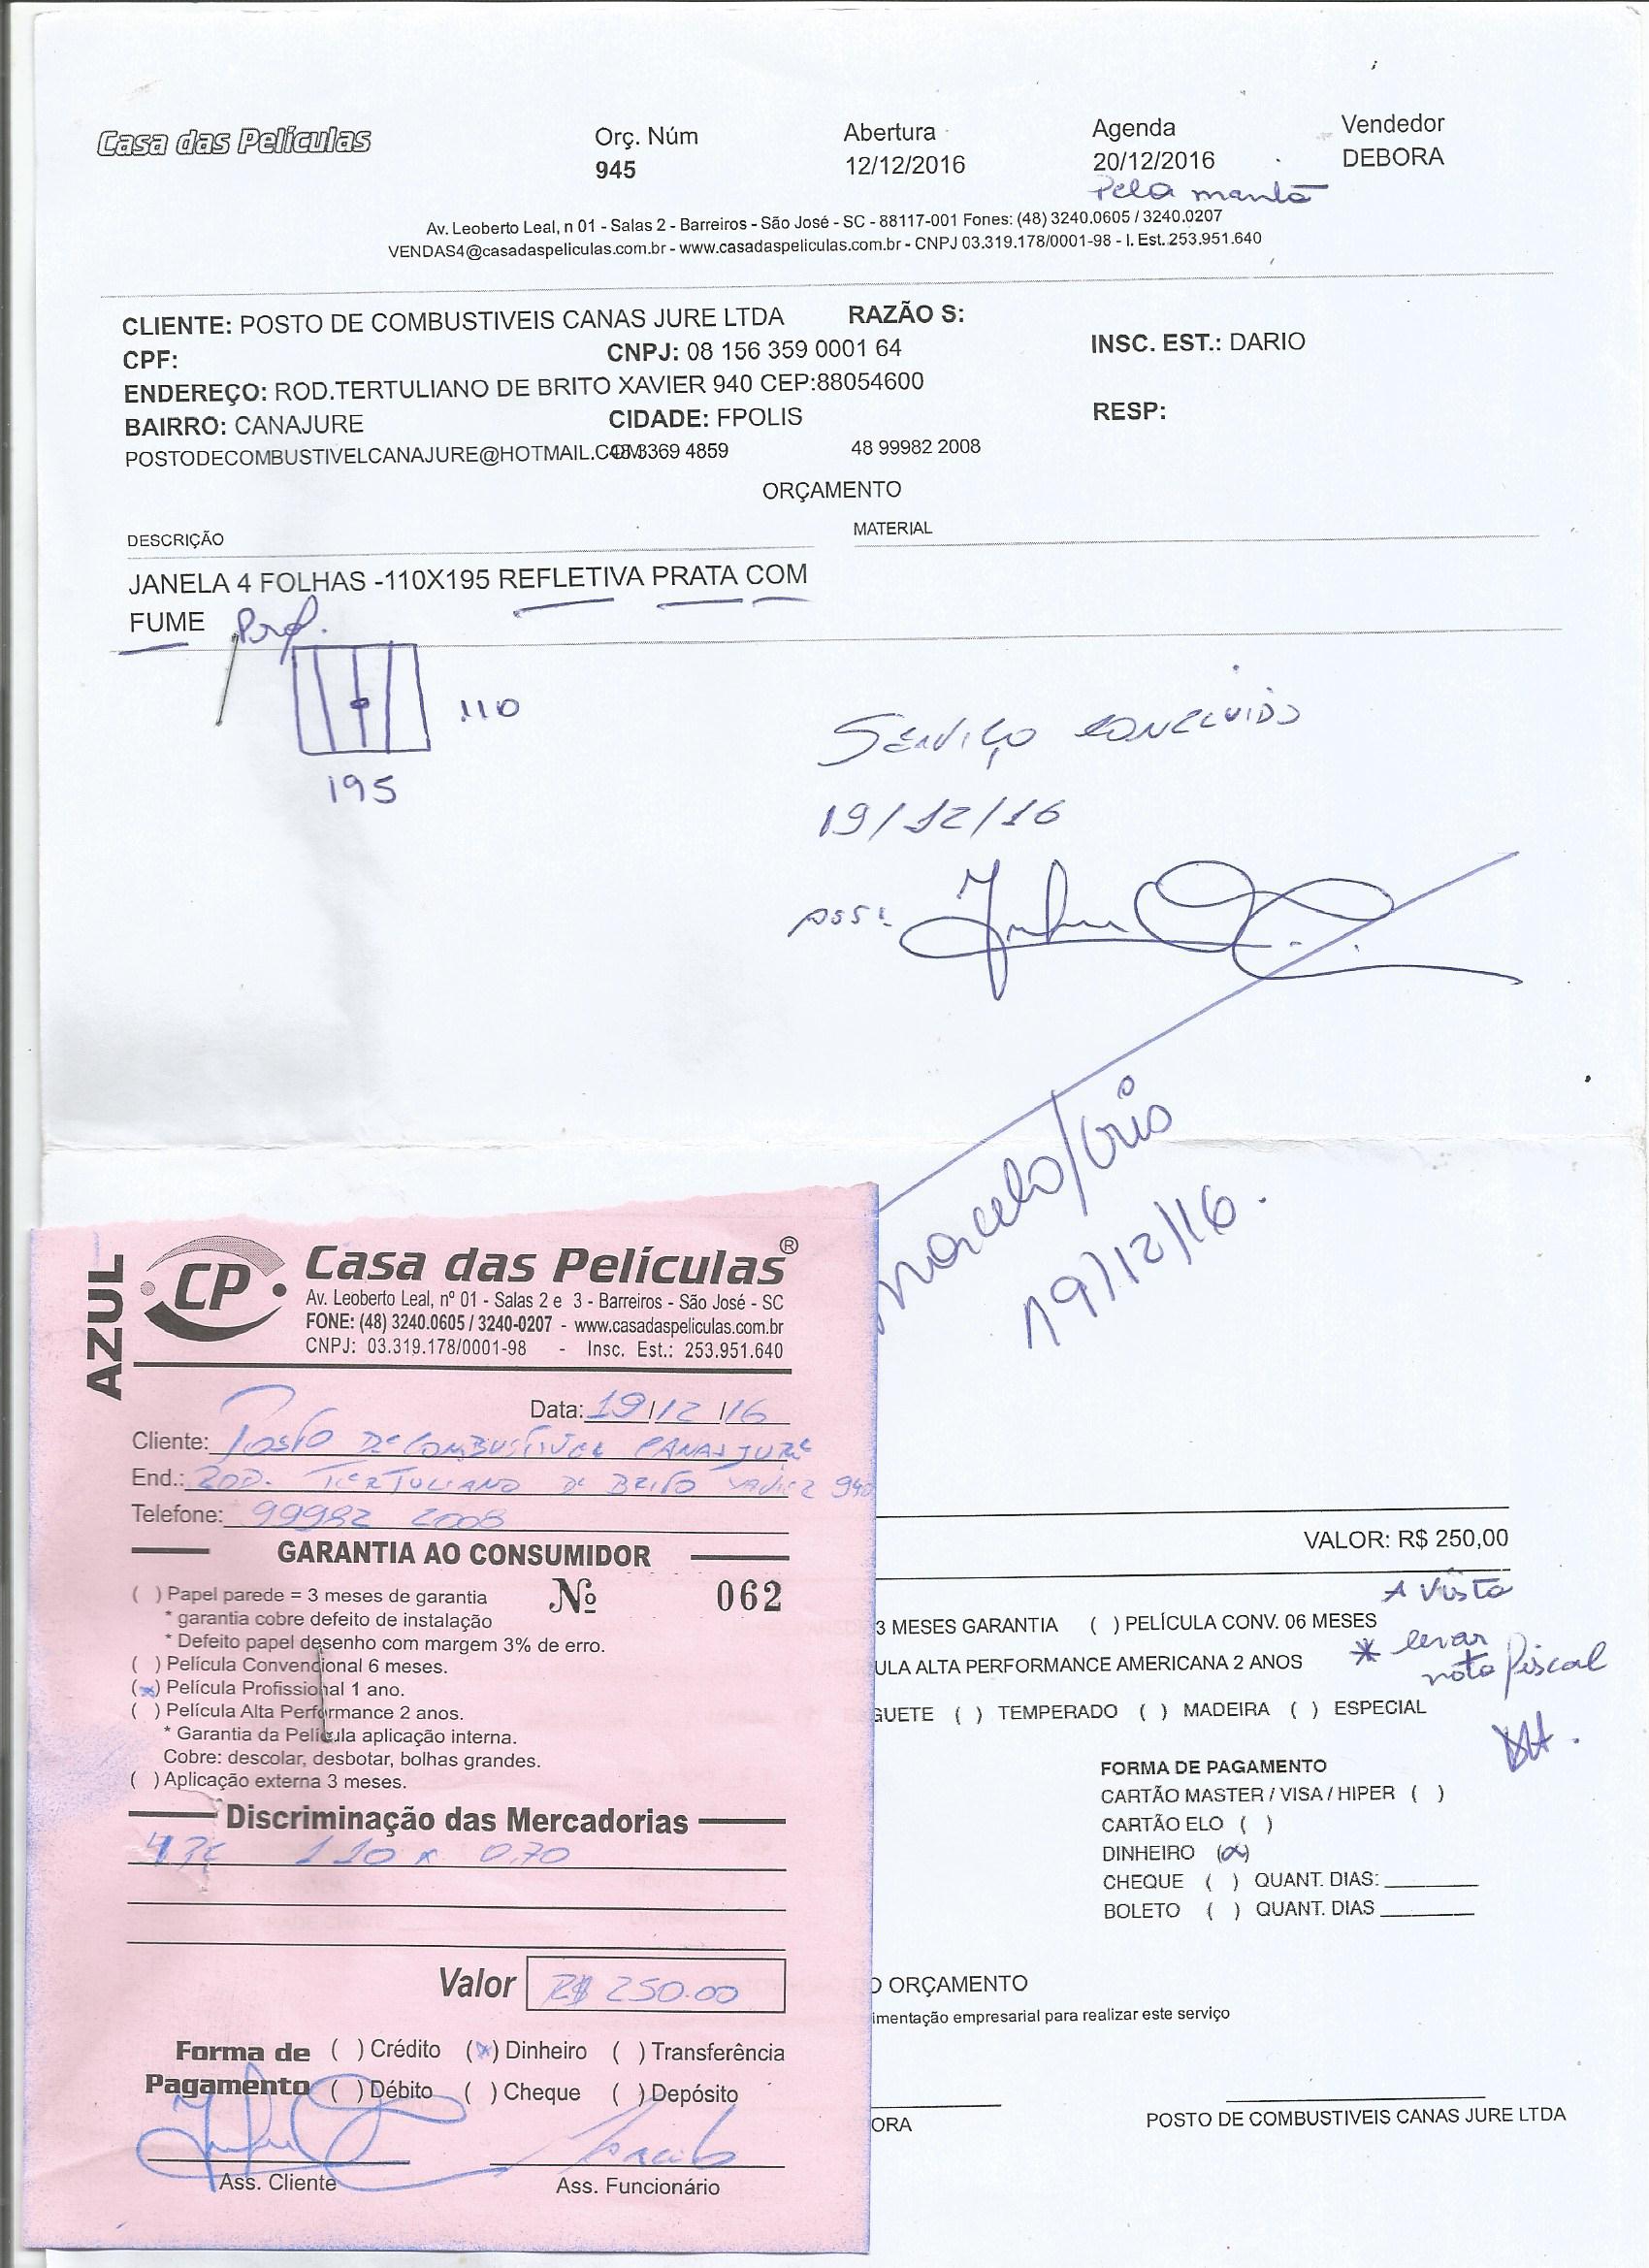 Casa das Películas
Orç. Núm
945
Abertura
12/12/2016
Agenda
20/12/2016
Pela manhã
Vendedor
DEBORA
Av. Leoberto Leal, n 01 - Salas 2 - Barreiros - São José - SC - 88117-001 Fones: (48) 3240.0605 / 3240.0207
VENDAS4@casadaspeliculas.com.br - www.casadaspeliculas.com.br - CNPJ 03.319.178/0001-98 - I. Est. 253.951.640
CLIENTE: POSTO DE COMBUSTIVEIS CANAS JURE LTDA RAZÃO S:
CPF: CNPJ: 08 156 359 0001 64 INSC. EST.: DARIO
ENDEREÇO: ROD.TERTULIANO DE BRITO XAVIER 940 CEP:88054600
BAIRRO: CANAJURE CIDADE: FPOLIS RESP:
POSTODECOMBUSTIVELCANAJURE@HOTMAIL.COM 48 3369 4859 48 99982 2008
ORÇAMENTO
DESCRIÇÃO MATERIAL
JANELA 4 FOLHAS -110X195 REFLETIVA PRATA COM
FUME Prof.
110
195
SERVIÇO CONCLUIDO
19/12/16
ASS:
Marcelo/
19/12/16.
AZUL
CP
Casa das Películas®
Av. Leoberto Leal, nº 01 - Salas 2 e 3 - Barreiros - São José - SC
FONE: (48) 3240.0605 / 3240-0207 - www.casadaspeliculas.com.br
CNPJ: 03.319.178/0001-98 - Insc. Est.: 253.951.640
Data: 19/12/16
Cliente: POSTO DE COMBUSTIVEL CANAS JURE
End.: ROD. TERTULIANO DE BRITO XAVIER 940
Telefone: 99982 2008
GARANTIA AO CONSUMIDOR
( ) Papel parede = 3 meses de garantia Nº 062
* garantia cobre defeito de instalação
* Defeito papel desenho com margem 3% de erro.
( ) Película Convencional 6 meses.
(x) Película Profissional 1 ano.
( ) Película Alta Performance 2 anos.
* Garantia da Película aplicação interna.
Cobre: descolar, desbotar, bolhas grandes.
( ) Aplicação externa 3 meses.
Discriminação das Mercadorias
110 x 0,70
Valor R$ 250.00
Forma de Pagamento
( ) Crédito (x) Dinheiro ( ) Transferência
( ) Débito ( ) Cheque ( ) Depósito
Ass. Cliente Ass. Funcionário
VALOR: R$ 250,00
A Vista
3 MESES GARANTIA ( ) PELÍCULA CONV. 06 MESES
* levar
nota fiscal
ULA ALTA PERFORMANCE AMERICANA 2 ANOS
GUETE ( ) TEMPERADO ( ) MADEIRA ( ) ESPECIAL
FORMA DE PAGAMENTO
CARTÃO MASTER / VISA / HIPER ( )
CARTÃO ELO ( )
DINHEIRO (x)
CHEQUE ( ) QUANT. DIAS:
BOLETO ( ) QUANT. DIAS
O ORÇAMENTO
imentação empresarial para realizar este serviço
ORA
POSTO DE COMBUSTIVEIS CANAS JURE LTDA